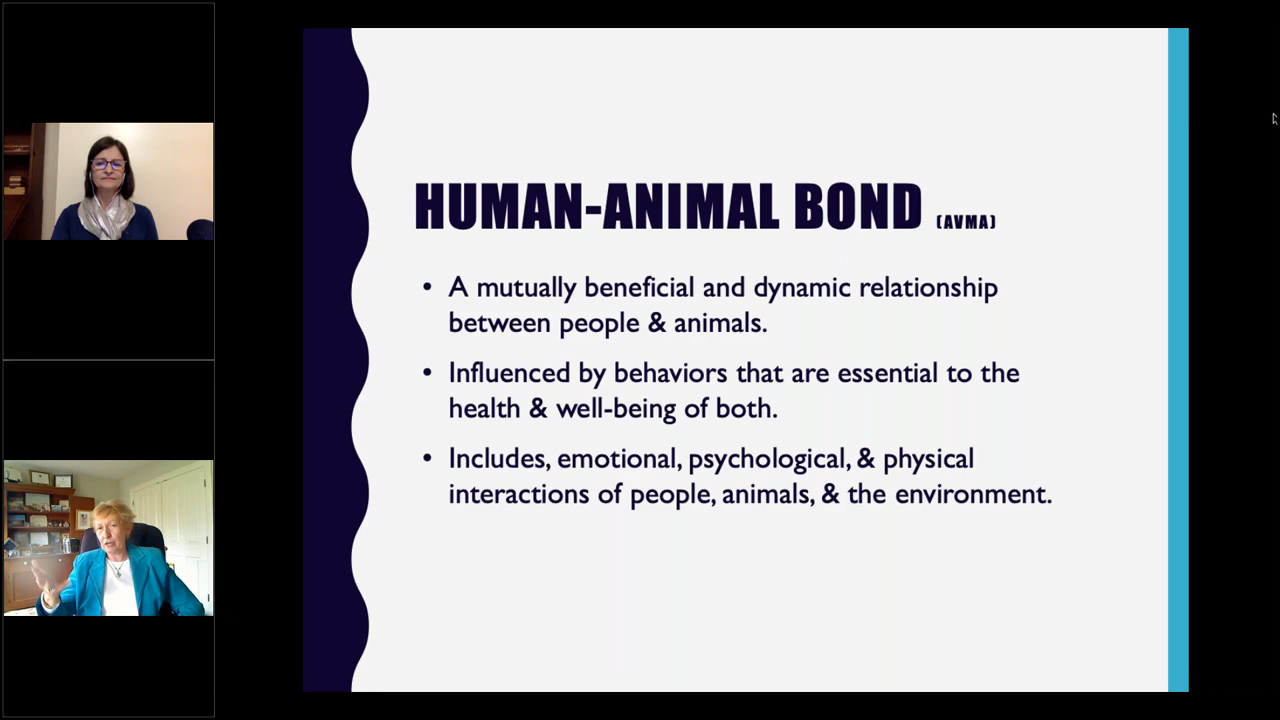 HUMAN-ANIMAL BOND (AVMA)
• A mutually beneficial and dynamic relationship
between people & animals.
• Influenced by behaviors that are essential to the
health & well-being of both.
• Includes, emotional, psychological, & physical
interactions of people, animals, & the environment.